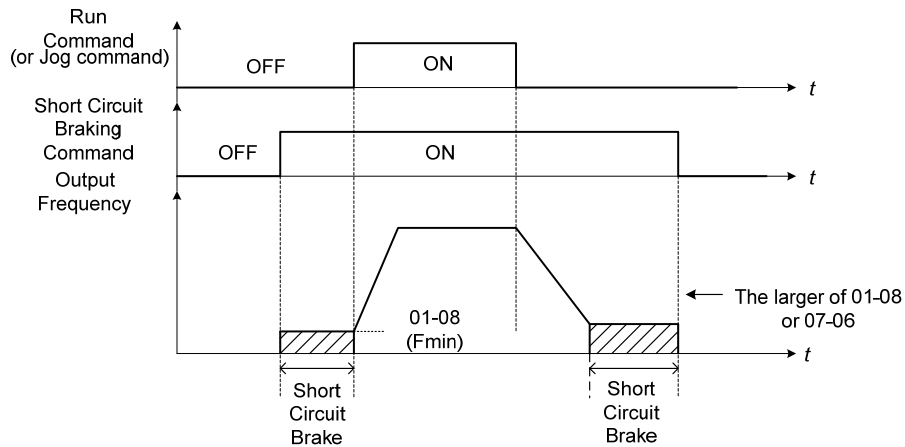 Run
Command
(or Jog command)
OFF
ON
t
Short Circuit
Braking
Command
OFF
ON
t
Output
Frequency
01-08
(Fmin)
The larger of 01-08
or 07-06
t
Short
Circuit
Brake
Short
Circuit
Brake